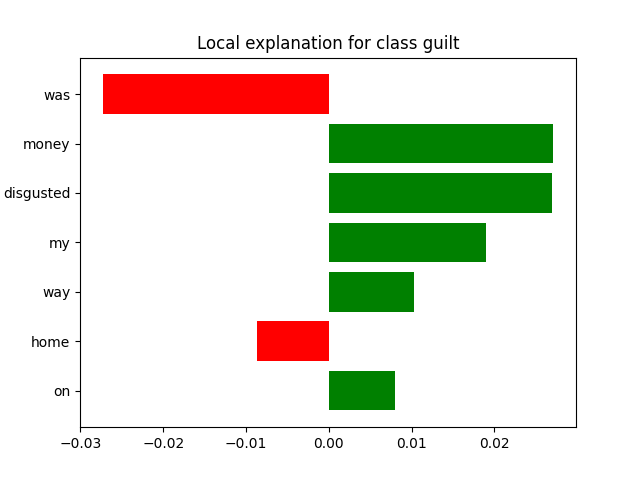 Local explanation for class guilt
was
money
disgusted
my
way
home
on
−0.03 −0.02 −0.01 0.00 0.01 0.02